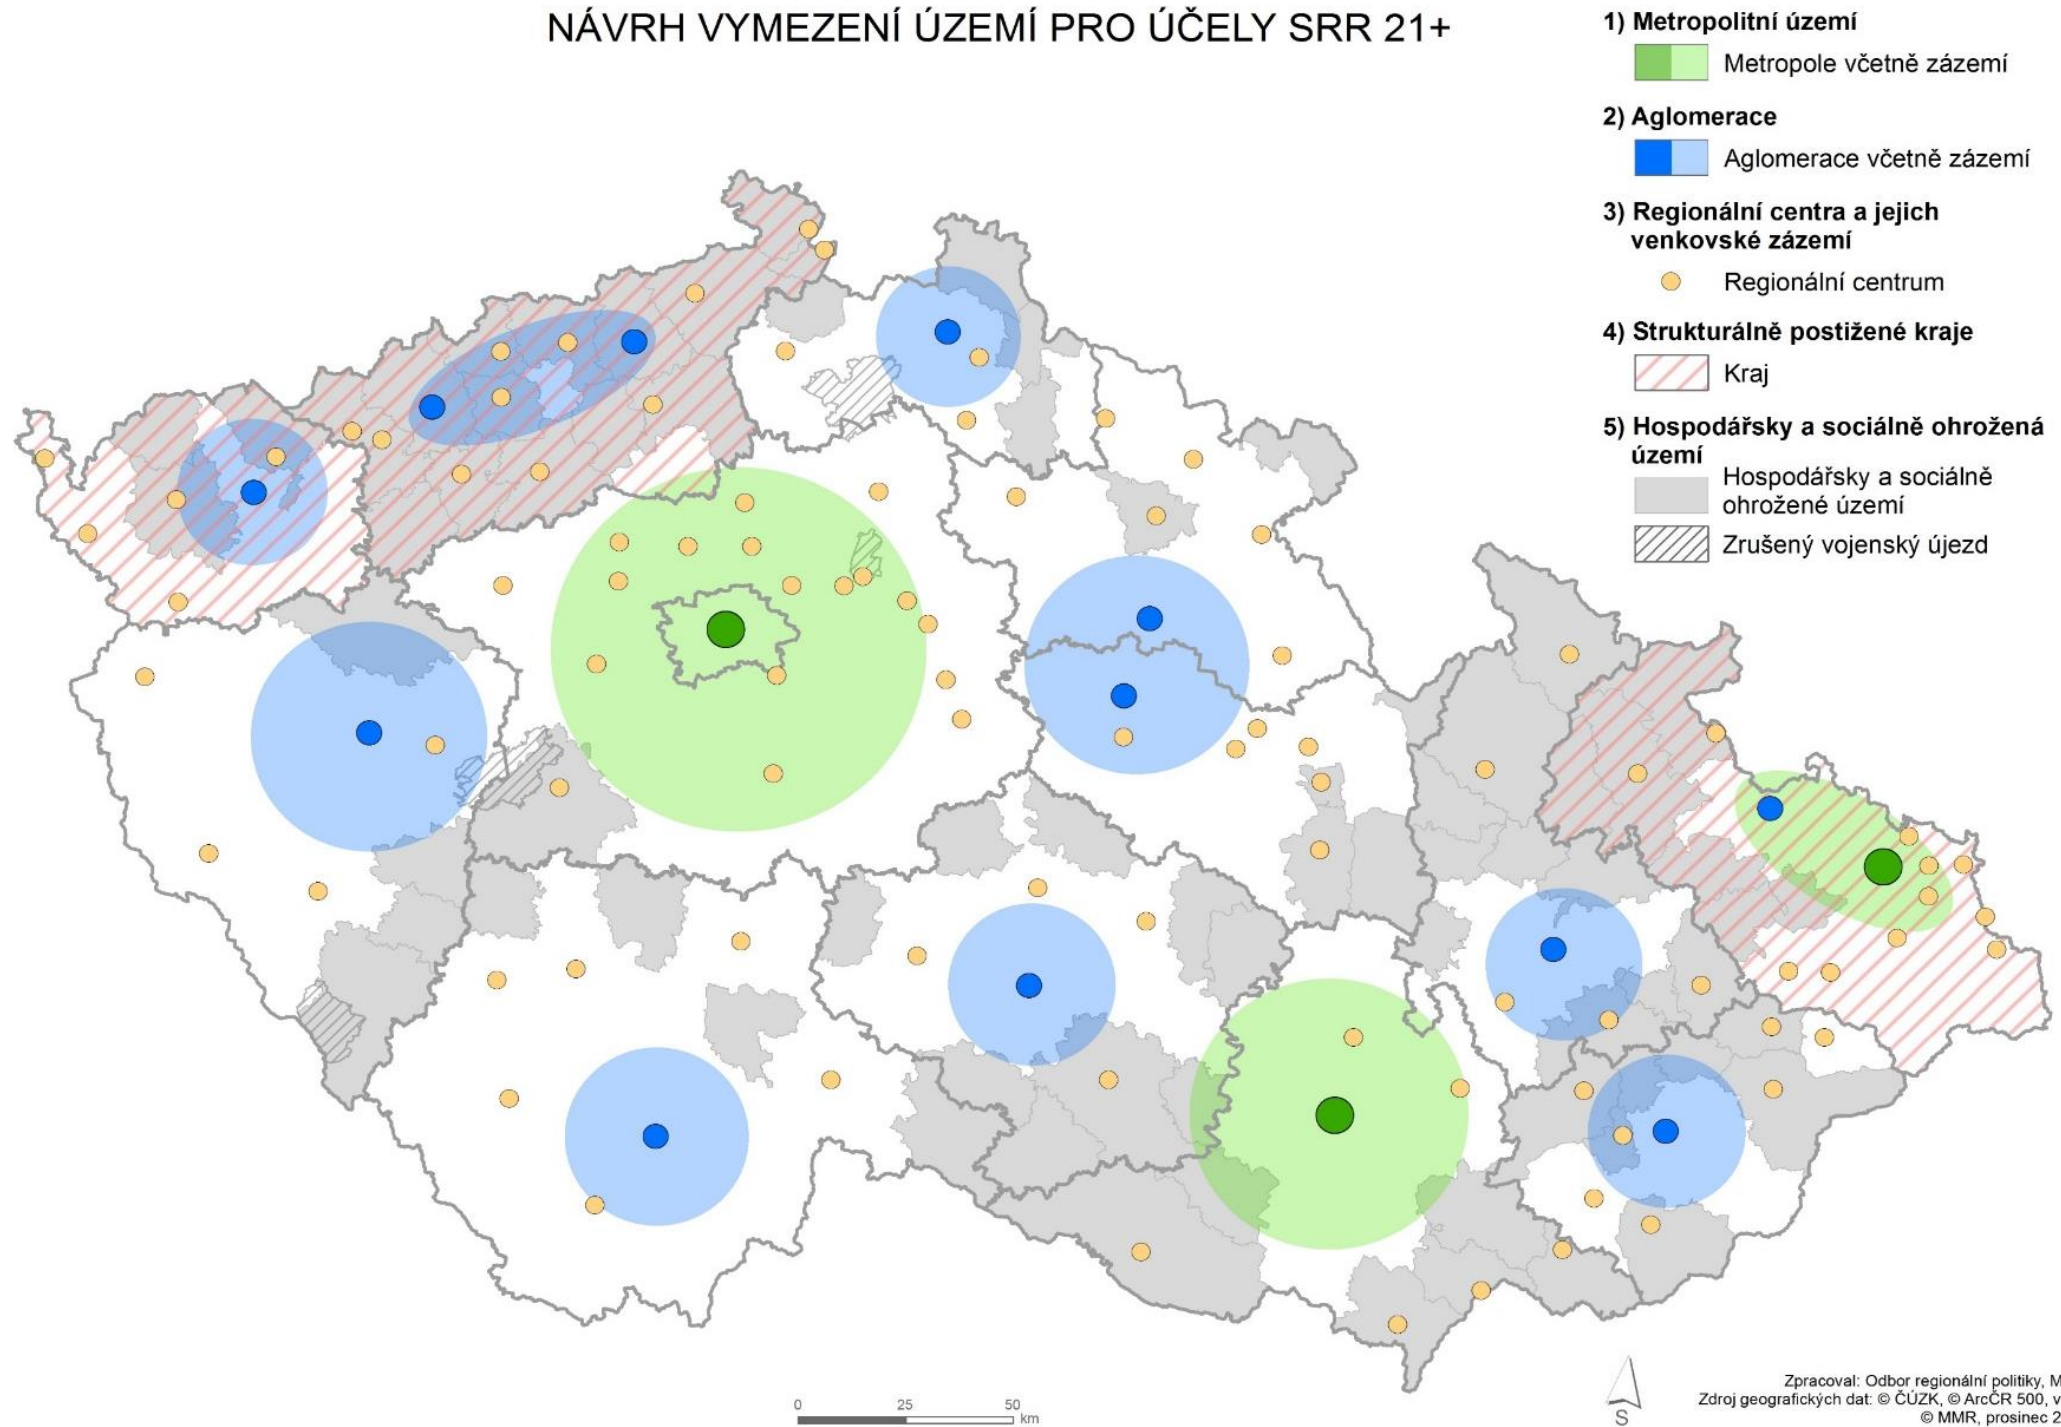 NÁVRH VYMEZENÍ ÚZEMÍ PRO ÚČELY SRR 21+
1) Metropolitní území
Metropole včetně zázemí
2) Aglomerace
Aglomerace včetně zázemí
3) Regionální centra a jejich
venkovské zázemí
Regionální centrum
4) Strukturálně postižené kraje
Kraj
5) Hospodářsky a sociálně ohrožená
území
Hospodářsky a sociálně
ohrožené území
Zrušený vojenský újezd
0 25 50
km
S
Zpracoval: Odbor regionální politiky, M
Zdroj geografických dat: © ČÚZK, © ArcČR 500, v
© MMR, prosinec 2